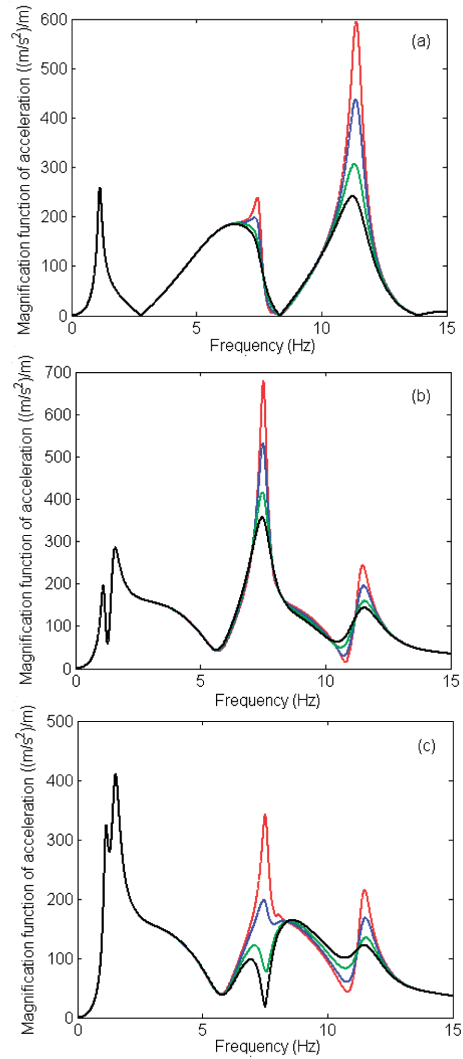 (a)
Magnification function of acceleration ((m/s²)/m)
600
500
400
300
200
100
0
0 5 10 15
Frequency (Hz)
(b)
Magnification function of acceleration ((m/s²)/m)
700
600
500
400
300
200
100
0
0 5 10 15
Frequency (Hz)
(c)
Magnification function of acceleration ((m/s²)/m)
500
400
300
200
100
0
0 5 10 15
Frequency (Hz)